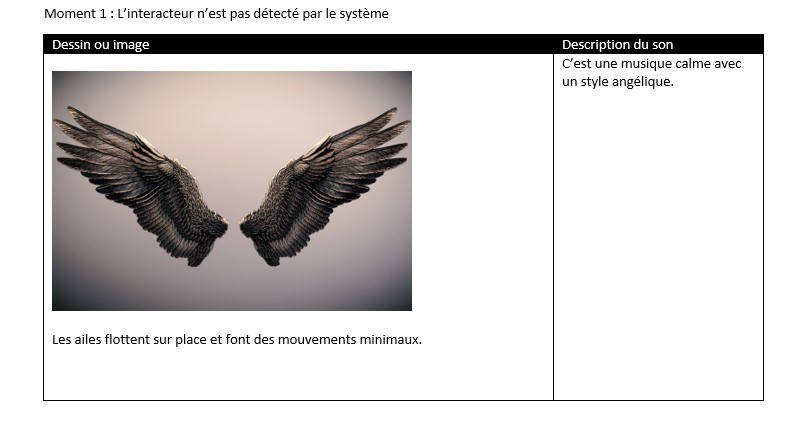 Moment 1 : L’interacteur n’est pas détecté par le système
Dessin ou image
Description du son
C’est une musique calme avec
un style angélique.
Les ailes flottent sur place et font des mouvements minimaux.